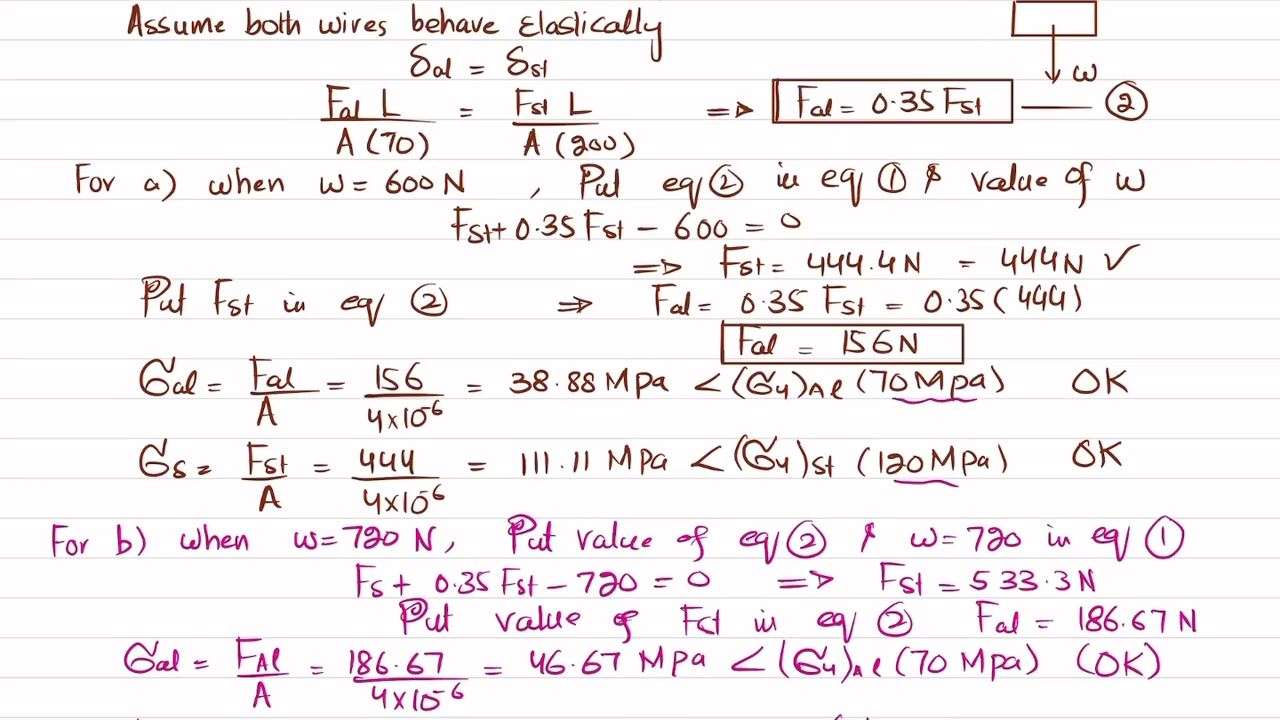 Assume both wires behave Elastically
δal = δst
w
Fal L / A (70) = Fst L / A (200) ⇒ Fal = 0.35 Fst —— ②
For a) when w = 600 N , Put eq ② in eq ① & value of w
Fst + 0.35 Fst − 600 = 0
⇒ Fst = 444.4 N = 444 N ✓
Put Fst in eq ② ⇒ Fal = 0.35 Fst = 0.35 (444)
Fal = 156 N
σal = Fal / A = 156 / 4×10⁻⁶ = 38.88 MPa < (σy)Al (70 Mpa) OK
σs = Fst / A = 444 / 4×10⁻⁶ = 111.11 MPa < (σy)st (120 MPa) OK
For b) when w = 720 N, Put value of eq ② & w = 720 in eq ①
Fs + 0.35 Fst − 720 = 0 ⇒ Fst = 533.3 N
Put value of Fst in eq ② Fal = 186.67 N
σal = FAl / A = 186.67 / 4×10⁻⁶ = 46.67 MPa < (σy)Al (70 MPa) (OK)